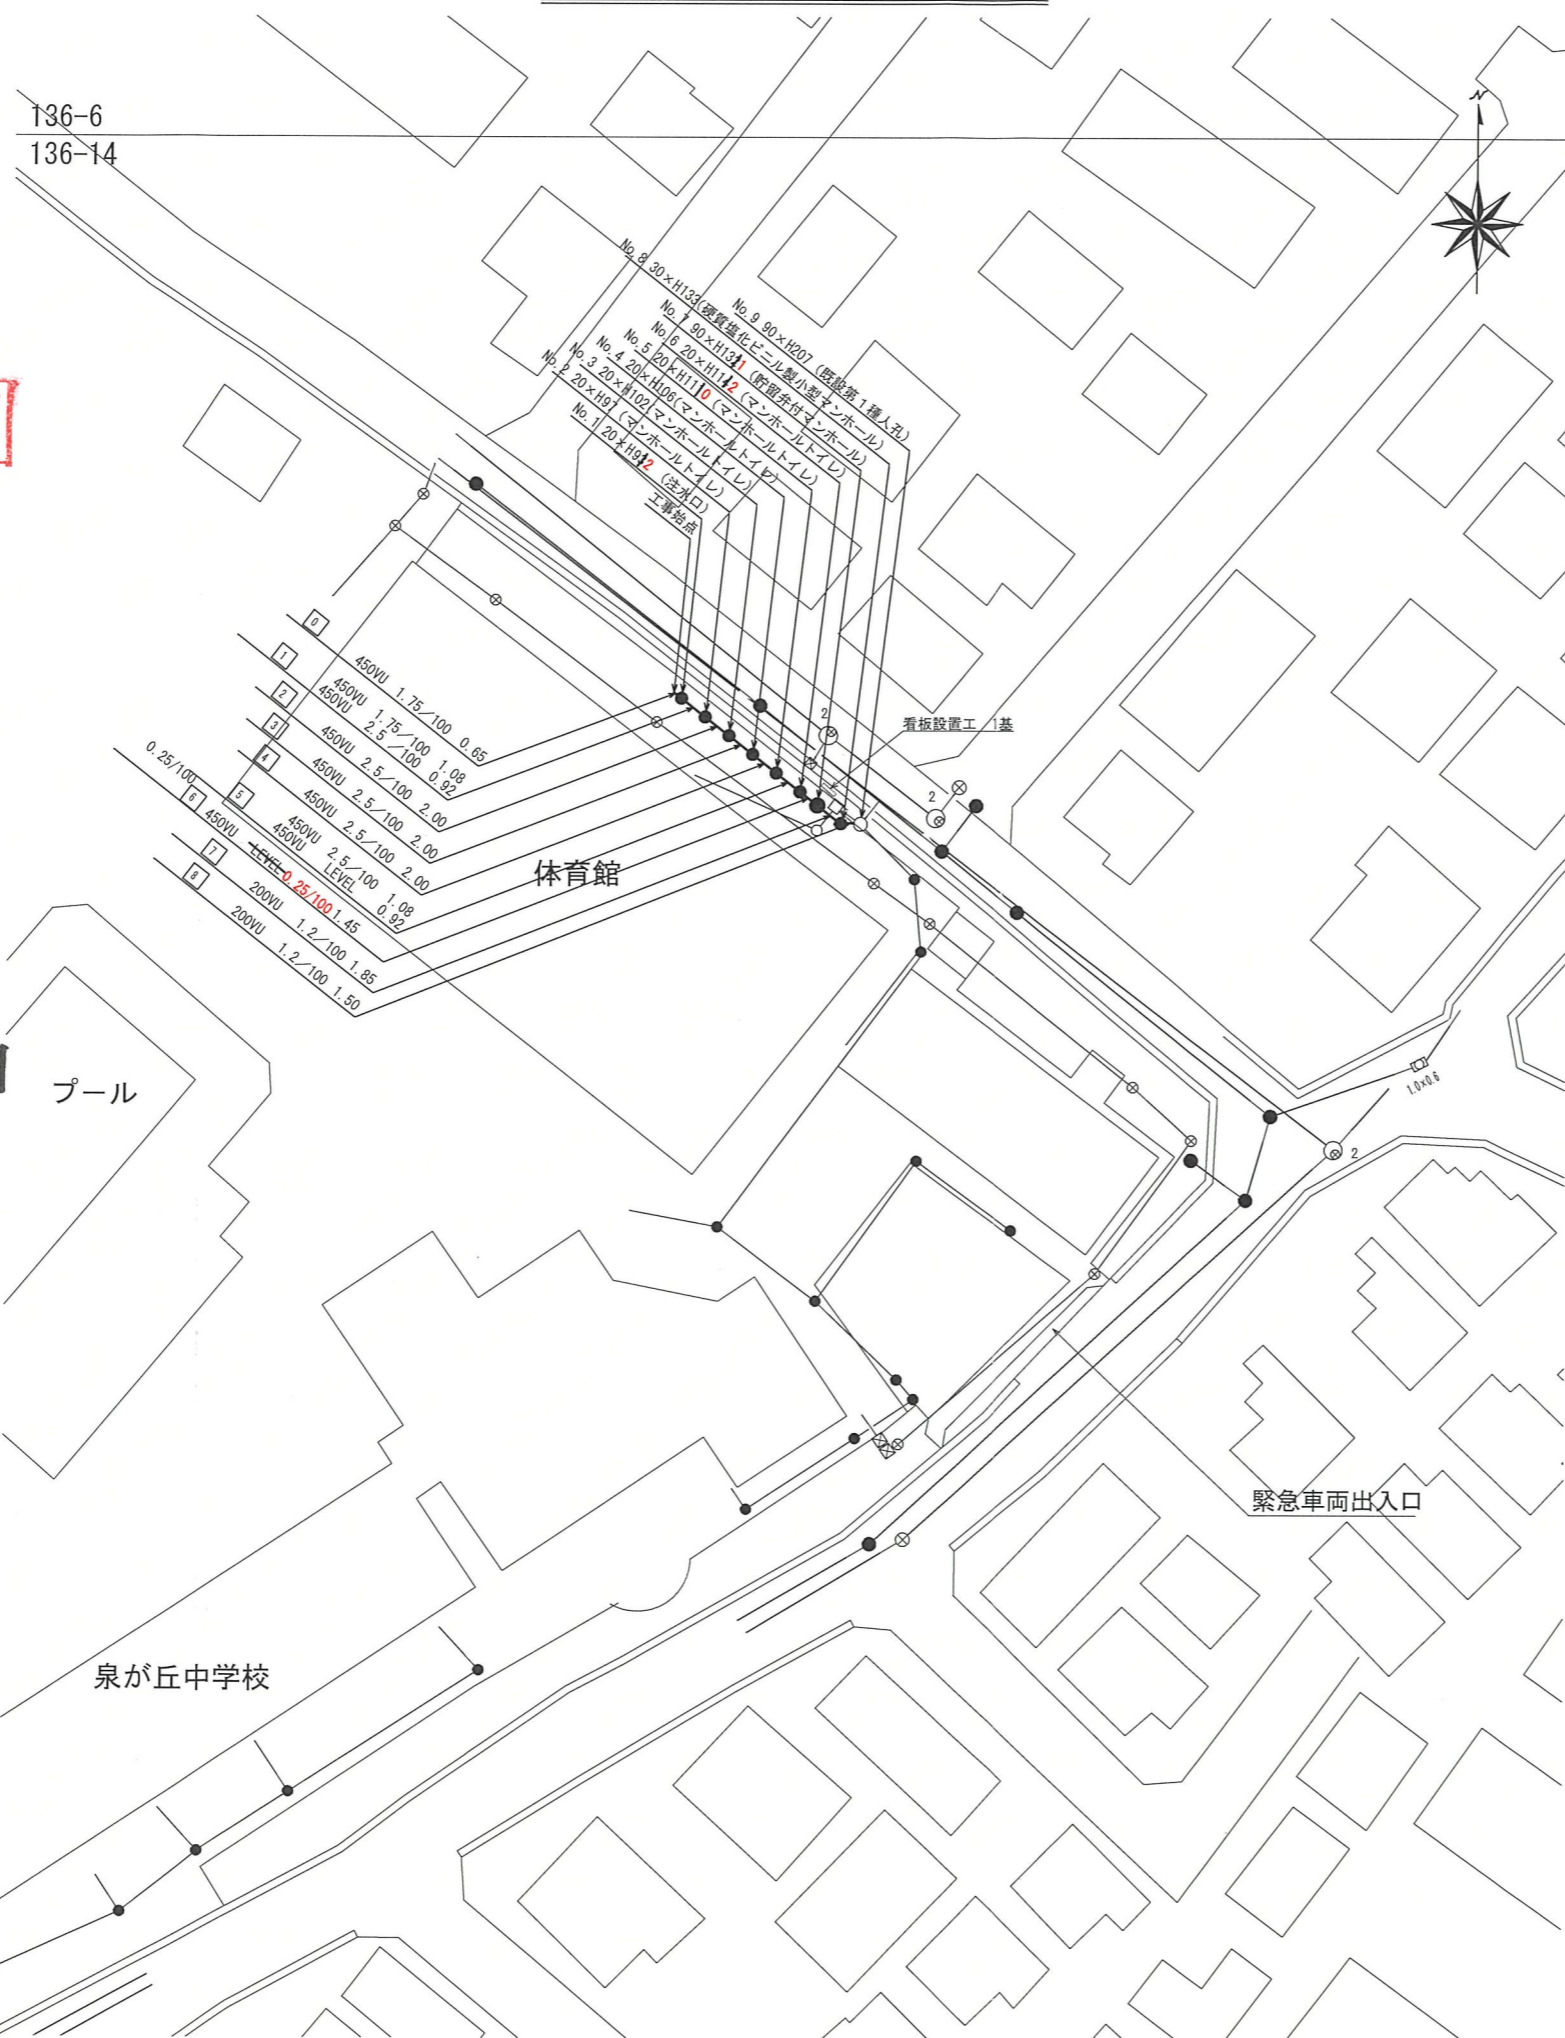 136-6
136-14
N
No.8 30×H133(硬質塩化ビニル製小型マンホール)
No.9 90×H207 (既設第1種人孔)
No.7 90×H131 (貯留弁付マンホール)
No.6 20×H112 (マンホールトイレ)
No.5 20×H110 (マンホールトイレ)
No.4 20×H106(マンホールトイレ)
No.3 20×H102(マンホールトイレ)
No.2 20×H97 (マンホールトイレ)
No.1 20×H92 (注水口)
工事始点
0
450VU 1.75/100 0.65
1
450VU 1.75/100 1.08
450VU 2.5/100 0.92
2
450VU 2.5/100 2.00
3
450VU 2.5/100 2.00
4
450VU 2.5/100 2.00
5
450VU 2.5/100 1.08
450VU LEVEL 0.92
0.25/100
6
450VU LEVEL 0.25/100 1.45
7
200VU 1.2/100 1.85
8
200VU 1.2/100 1.50
2
看板設置工 1基
2
体育館
プール
1.0×0.6
2
緊急車両出入口
泉が丘中学校